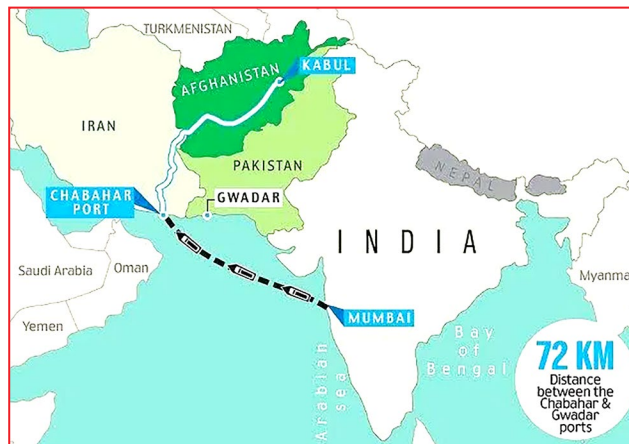 TURKMENISTAN
AFGHANISTAN
KABUL
IRAN
PAKISTAN
NEPAL
CHABAHAR
PORT
GWADAR
INDIA
Saudi Arabia
Oman
Myanmar
Yemen
MUMBAI
Arabian
sea
Bay
of
Bengal
72 KM
Distance
between the
Chabahar &
Gwadar
ports